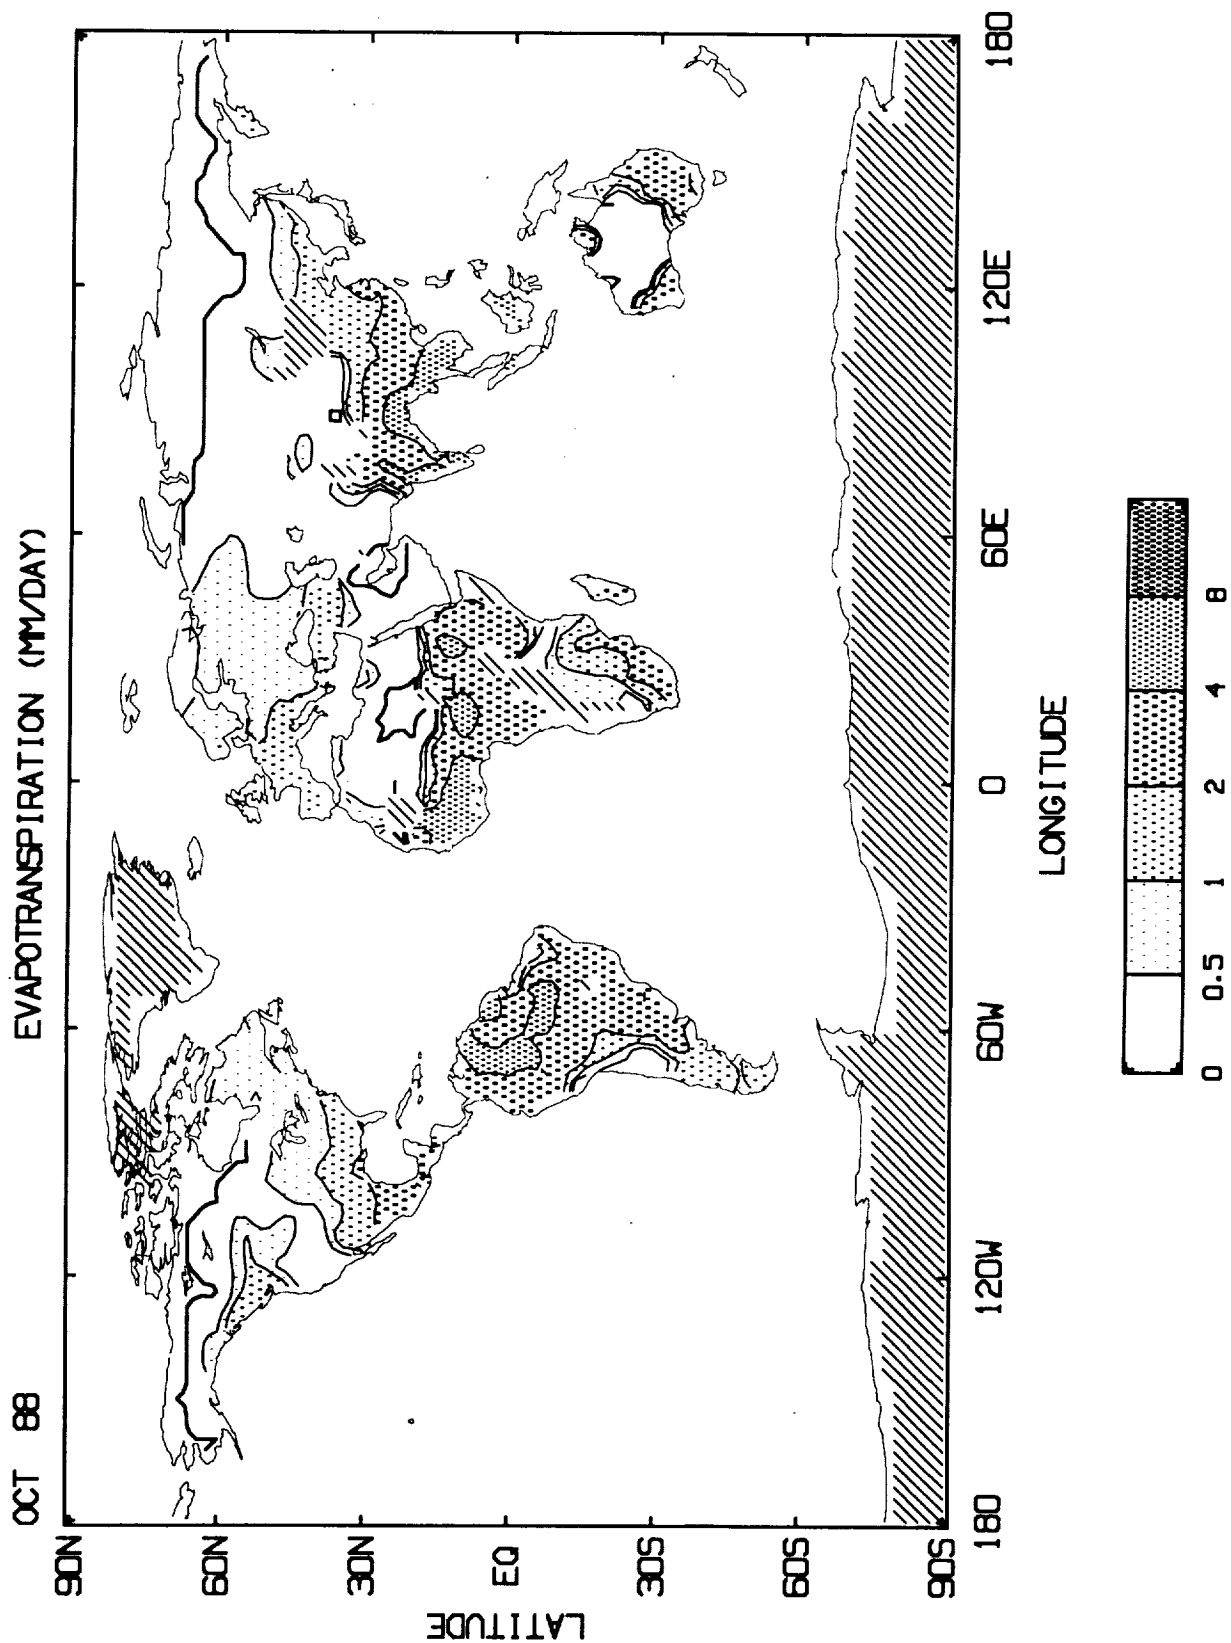 OCT 88 EVAPOTRANSPIRATION (MM/DAY)
90N
60N
30N
EQ
30S
60S
90S
LATITUDE
180 120W 60W 0 60E 120E 180
LONGITUDE
0 0.5 1 2 4 8